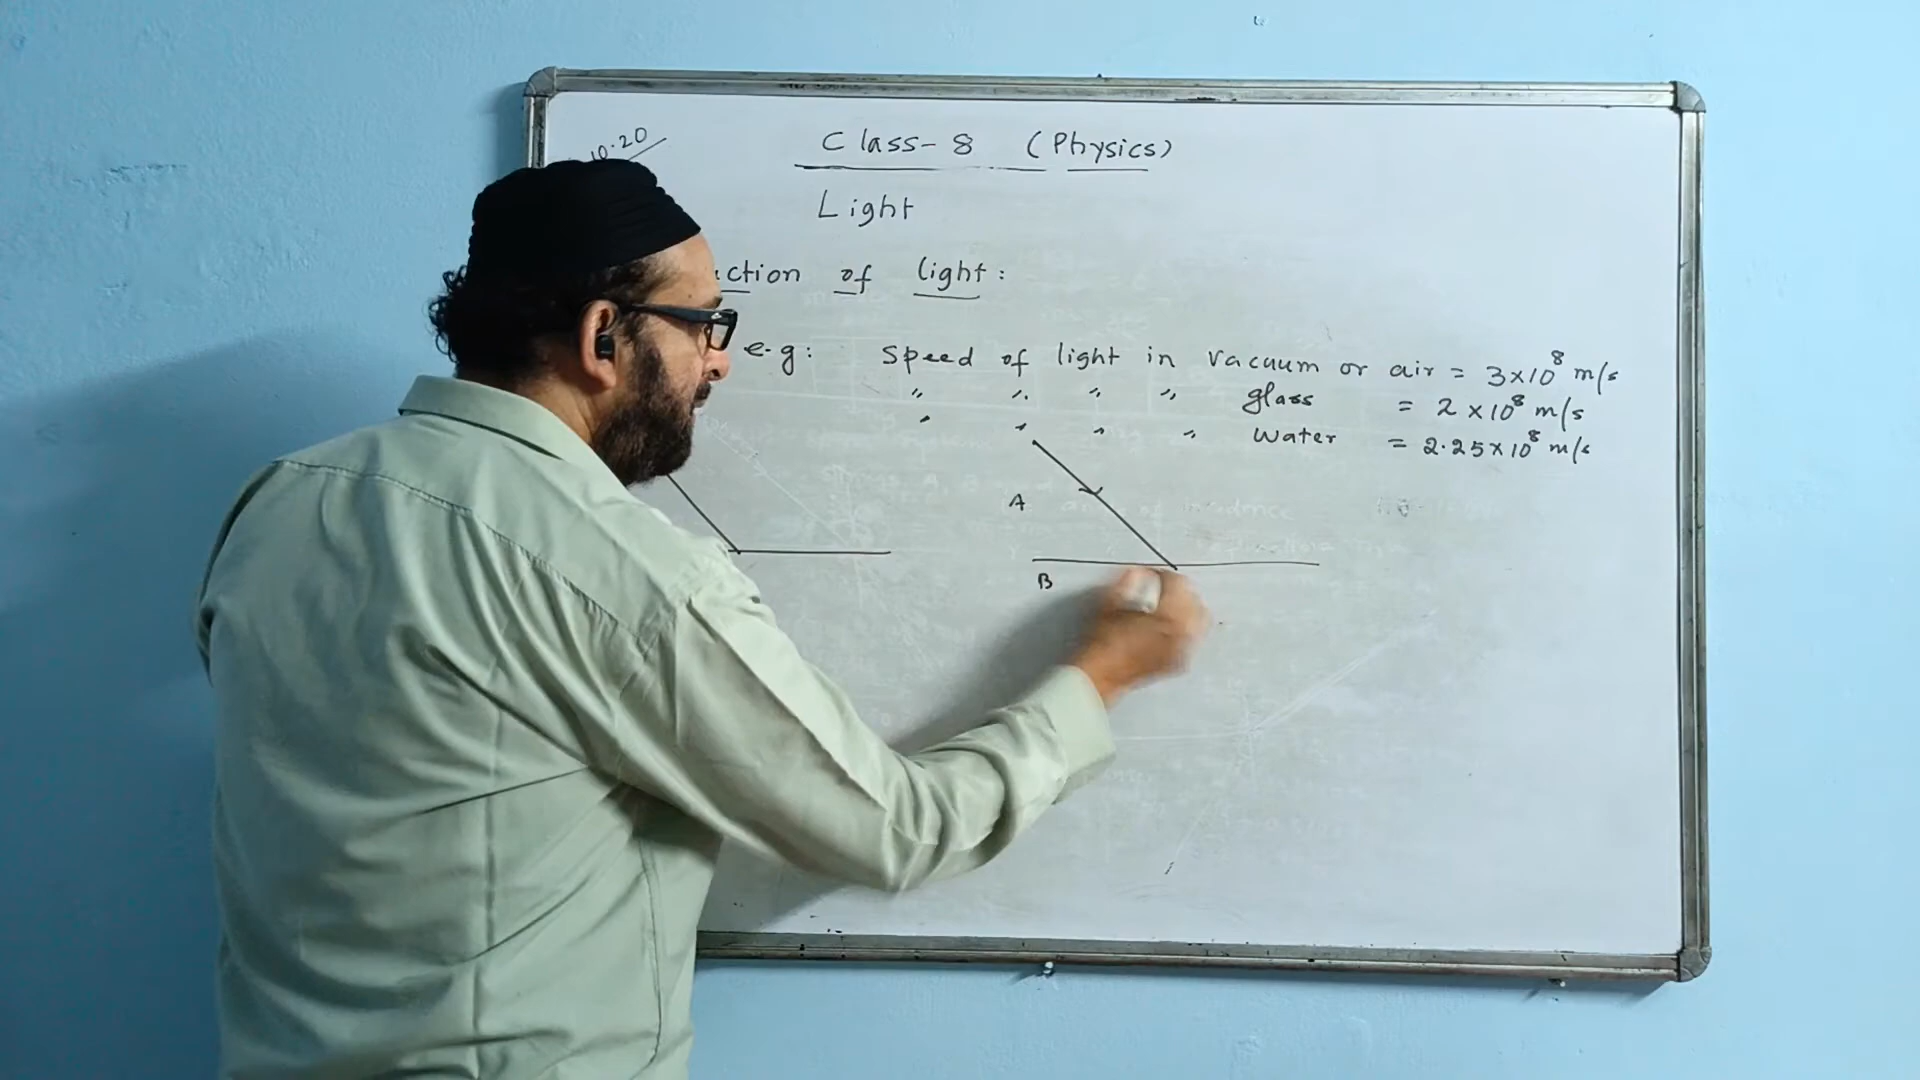 10.20
Class-8 (Physics)
Light
ction of light:
e.g: Speed of light in vacuum or air = 3×10⁸ m/s
" " " " glass = 2×10⁸ m/s
" " " " water = 2.25×10⁸ m/s
A
B